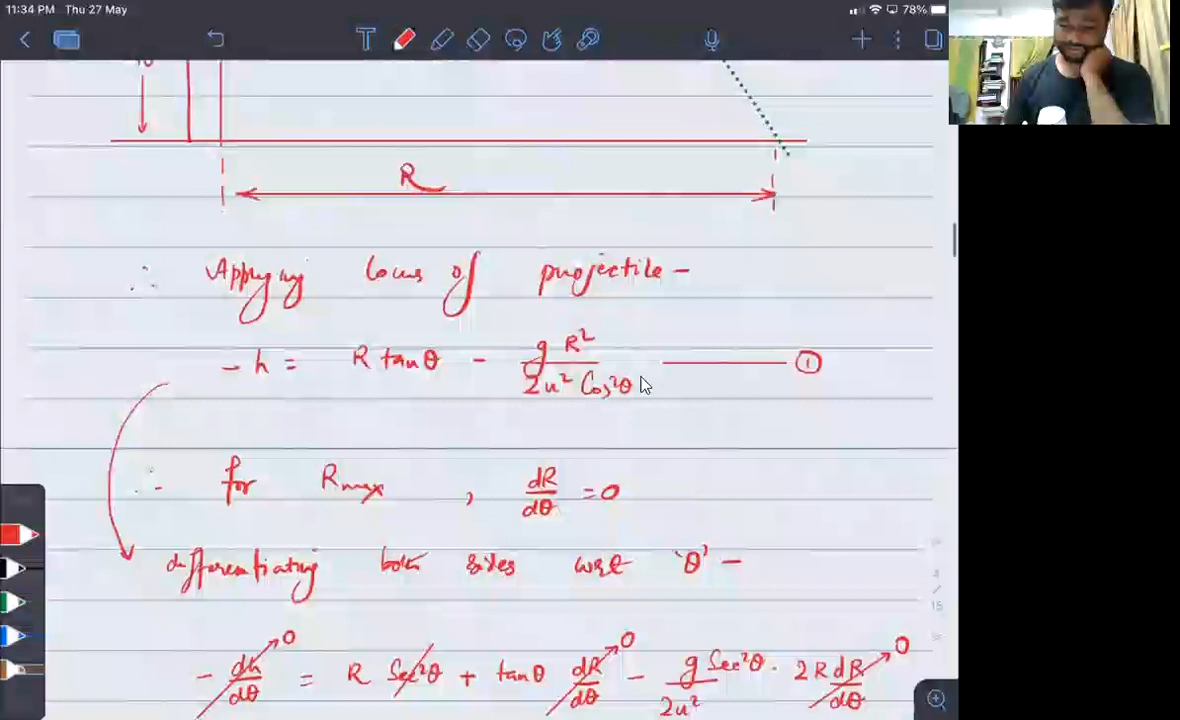 11:34 PM Thu 27 May 78%
R
∴ Applying locus of projectile -
- h = R tanθ - gR² / 2u² Cos²θ ——— ①
∴ for Rmax , dR/dθ = 0
differentiating both sides wrt 'θ' -
- dh/dθ → 0 = R Sec²θ + tanθ dR/dθ → 0 - g Sec²θ / 2u² · 2R dR/dθ → 0
15